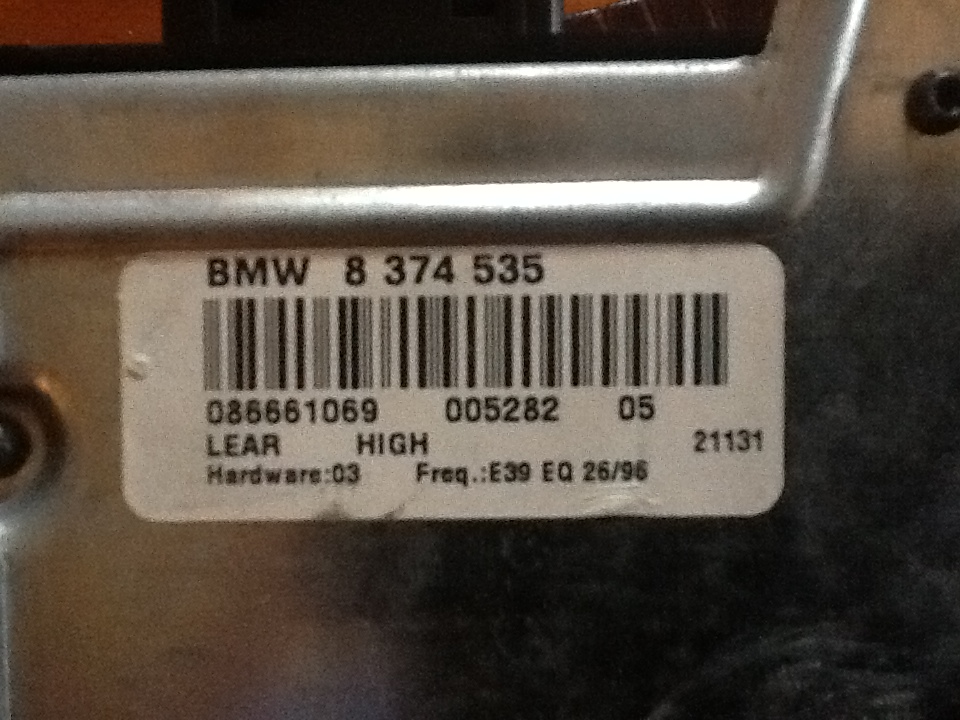 BMW 8 374 535
086661069 005282 05
LEAR HIGH 21131
Hardware:03 Freq.:E39 EQ 26/96